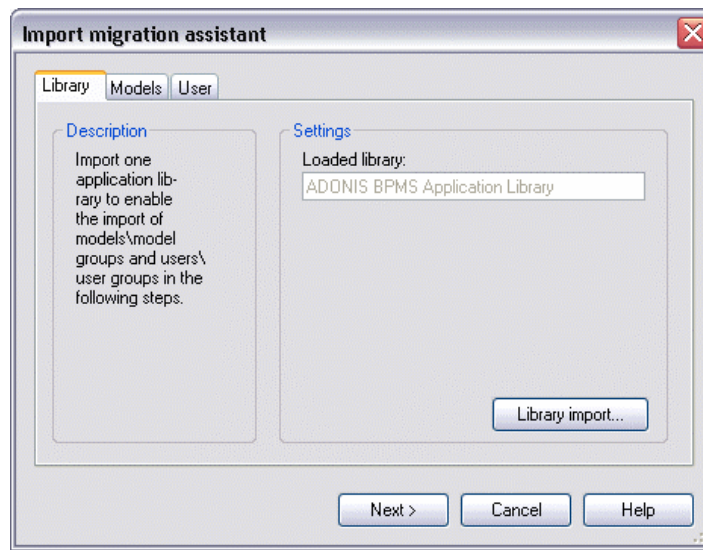 Import migration assistant
Library Models User
Description
Import one
application lib-
rary to enable
the import of
models\model
groups and users\
user groups in the
following steps.
Settings
Loaded library:
ADONIS BPMS Application Library
Library import...
Next > Cancel Help